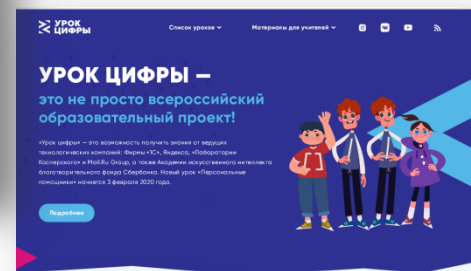 УРОК
ЦИФРЫ
Список уроков
Материалы для учителей
УРОК ЦИФРЫ —
это не просто всероссийский
образовательный проект!
«Урок цифры» — это возможность получить знания от ведущих
технологических компаний: Фирмы «1С», Яндекса, «Лаборатории
Касперского» и Mail.Ru Group, а также Академии искусственного интеллекта
благотворительного фонда Сбербанка. Новый урок «Персональные
помощники» начнется 3 февраля 2020 года.
Подробнее